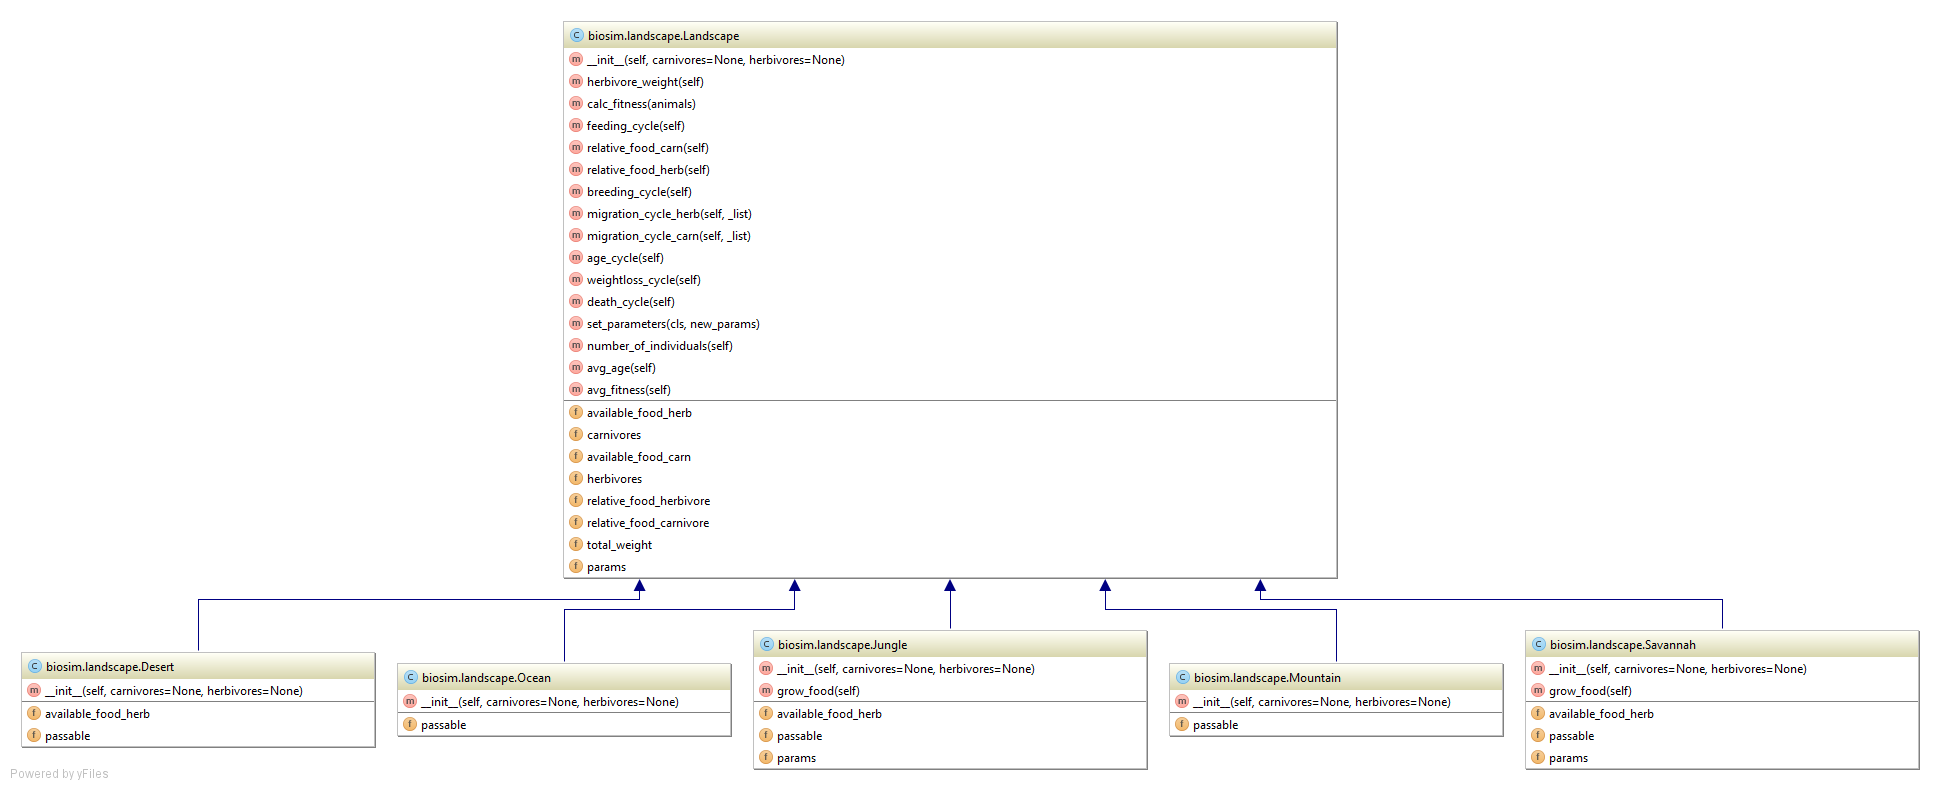 C biosim.landscape.Landscape
m __init__(self, carnivores=None, herbivores=None)
m herbivore_weight(self)
m calc_fitness(animals)
m feeding_cycle(self)
m relative_food_carn(self)
m relative_food_herb(self)
m breeding_cycle(self)
m migration_cycle_herb(self, _list)
m migration_cycle_carn(self, _list)
m age_cycle(self)
m weightloss_cycle(self)
m death_cycle(self)
m set_parameters(cls, new_params)
m number_of_individuals(self)
m avg_age(self)
m avg_fitness(self)
f available_food_herb
f carnivores
f available_food_carn
f herbivores
f relative_food_herbivore
f relative_food_carnivore
f total_weight
f params
C biosim.landscape.Desert
m __init__(self, carnivores=None, herbivores=None)
f available_food_herb
f passable
C biosim.landscape.Ocean
m __init__(self, carnivores=None, herbivores=None)
f passable
C biosim.landscape.Jungle
m __init__(self, carnivores=None, herbivores=None)
m grow_food(self)
f available_food_herb
f passable
f params
C biosim.landscape.Mountain
m __init__(self, carnivores=None, herbivores=None)
f passable
C biosim.landscape.Savannah
m __init__(self, carnivores=None, herbivores=None)
m grow_food(self)
f available_food_herb
f passable
f params
Powered by yFiles